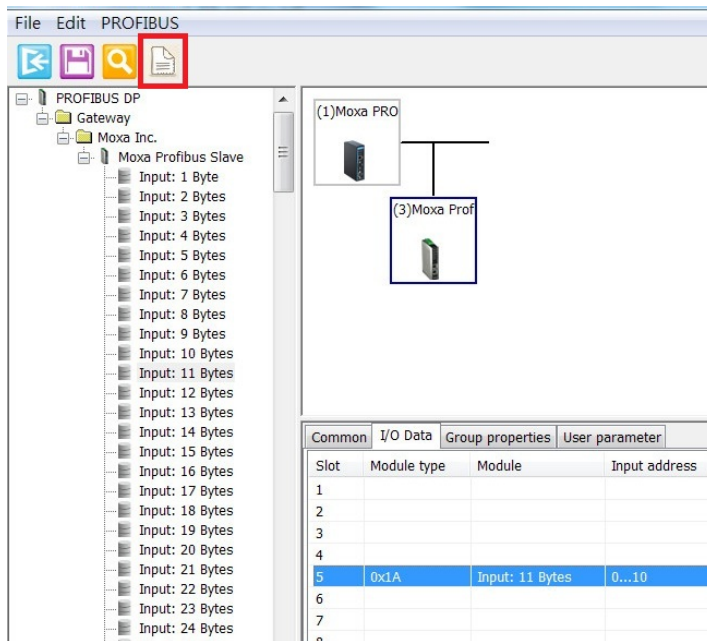 File Edit PROFIBUS
PROFIBUS DP
Gateway
Moxa Inc.
Moxa Profibus Slave
Input: 1 Byte
Input: 2 Bytes
Input: 3 Bytes
Input: 4 Bytes
Input: 5 Bytes
Input: 6 Bytes
Input: 7 Bytes
Input: 8 Bytes
Input: 9 Bytes
Input: 10 Bytes
Input: 11 Bytes
Input: 12 Bytes
Input: 13 Bytes
Input: 14 Bytes
Input: 15 Bytes
Input: 16 Bytes
Input: 17 Bytes
Input: 18 Bytes
Input: 19 Bytes
Input: 20 Bytes
Input: 21 Bytes
Input: 22 Bytes
Input: 23 Bytes
Input: 24 Bytes
(1)Moxa PRO
(3)Moxa Prof
Common I/O Data Group properties User parameter
Slot Module type Module Input address
1
2
3
4
5 0x1A Input: 11 Bytes 0...10
6
7